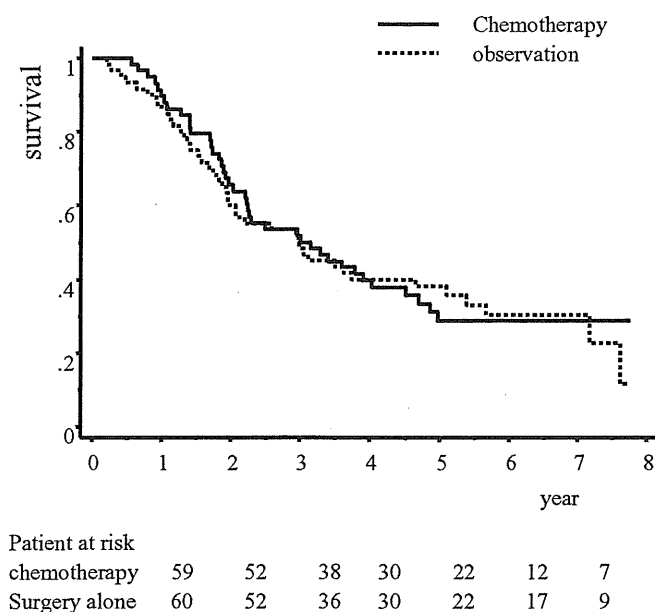 Chemotherapy
observation
survival
1
.8
.6
.4
.2
0
0 1 2 3 4 5 6 7 8
year
Patient at risk
chemotherapy 59 52 38 30 22 12 7
Surgery alone 60 52 36 30 22 17 9